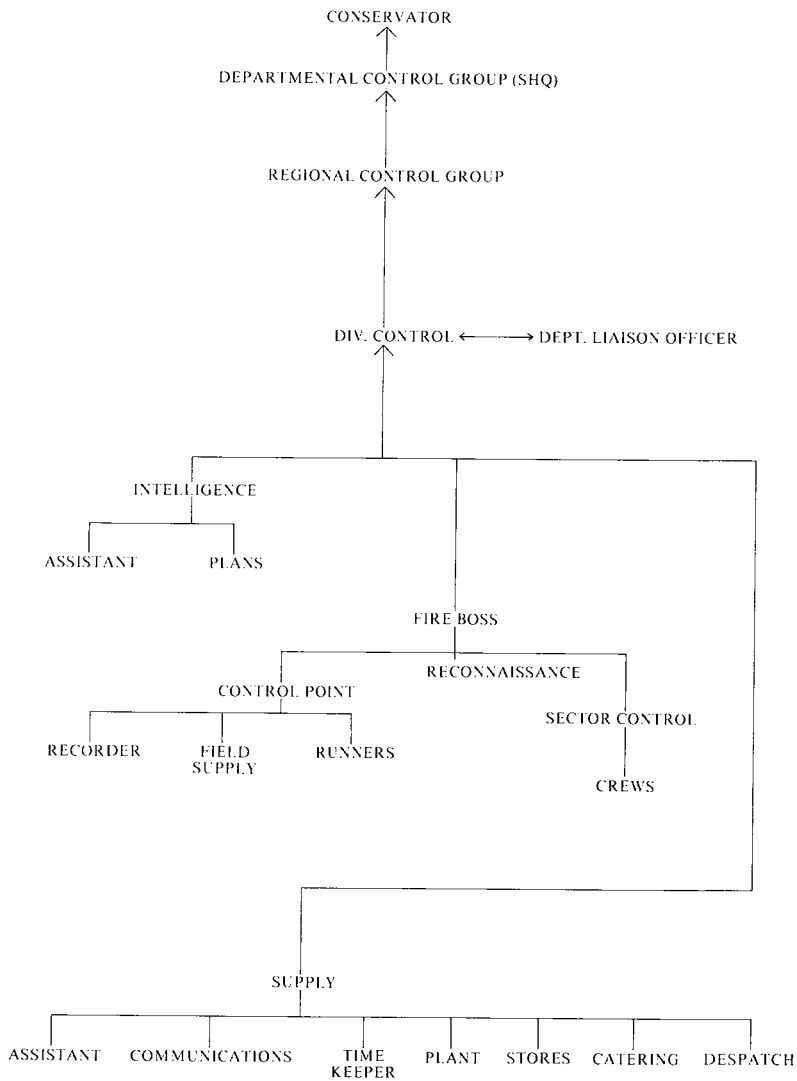 CONSERVATOR
DEPARTMENTAL CONTROL GROUP (SHQ)
REGIONAL CONTROL GROUP
DIV. CONTROL
DEPT. LIAISON OFFICER
INTELLIGENCE
ASSISTANT
PLANS
FIRE BOSS
RECONNAISSANCE
CONTROL POINT
SECTOR CONTROL
RECORDER
FIELD
SUPPLY
RUNNERS
CREWS
SUPPLY
ASSISTANT
COMMUNICATIONS
TIME
KEEPER
PLANT
STORES
CATERING
DESPATCH